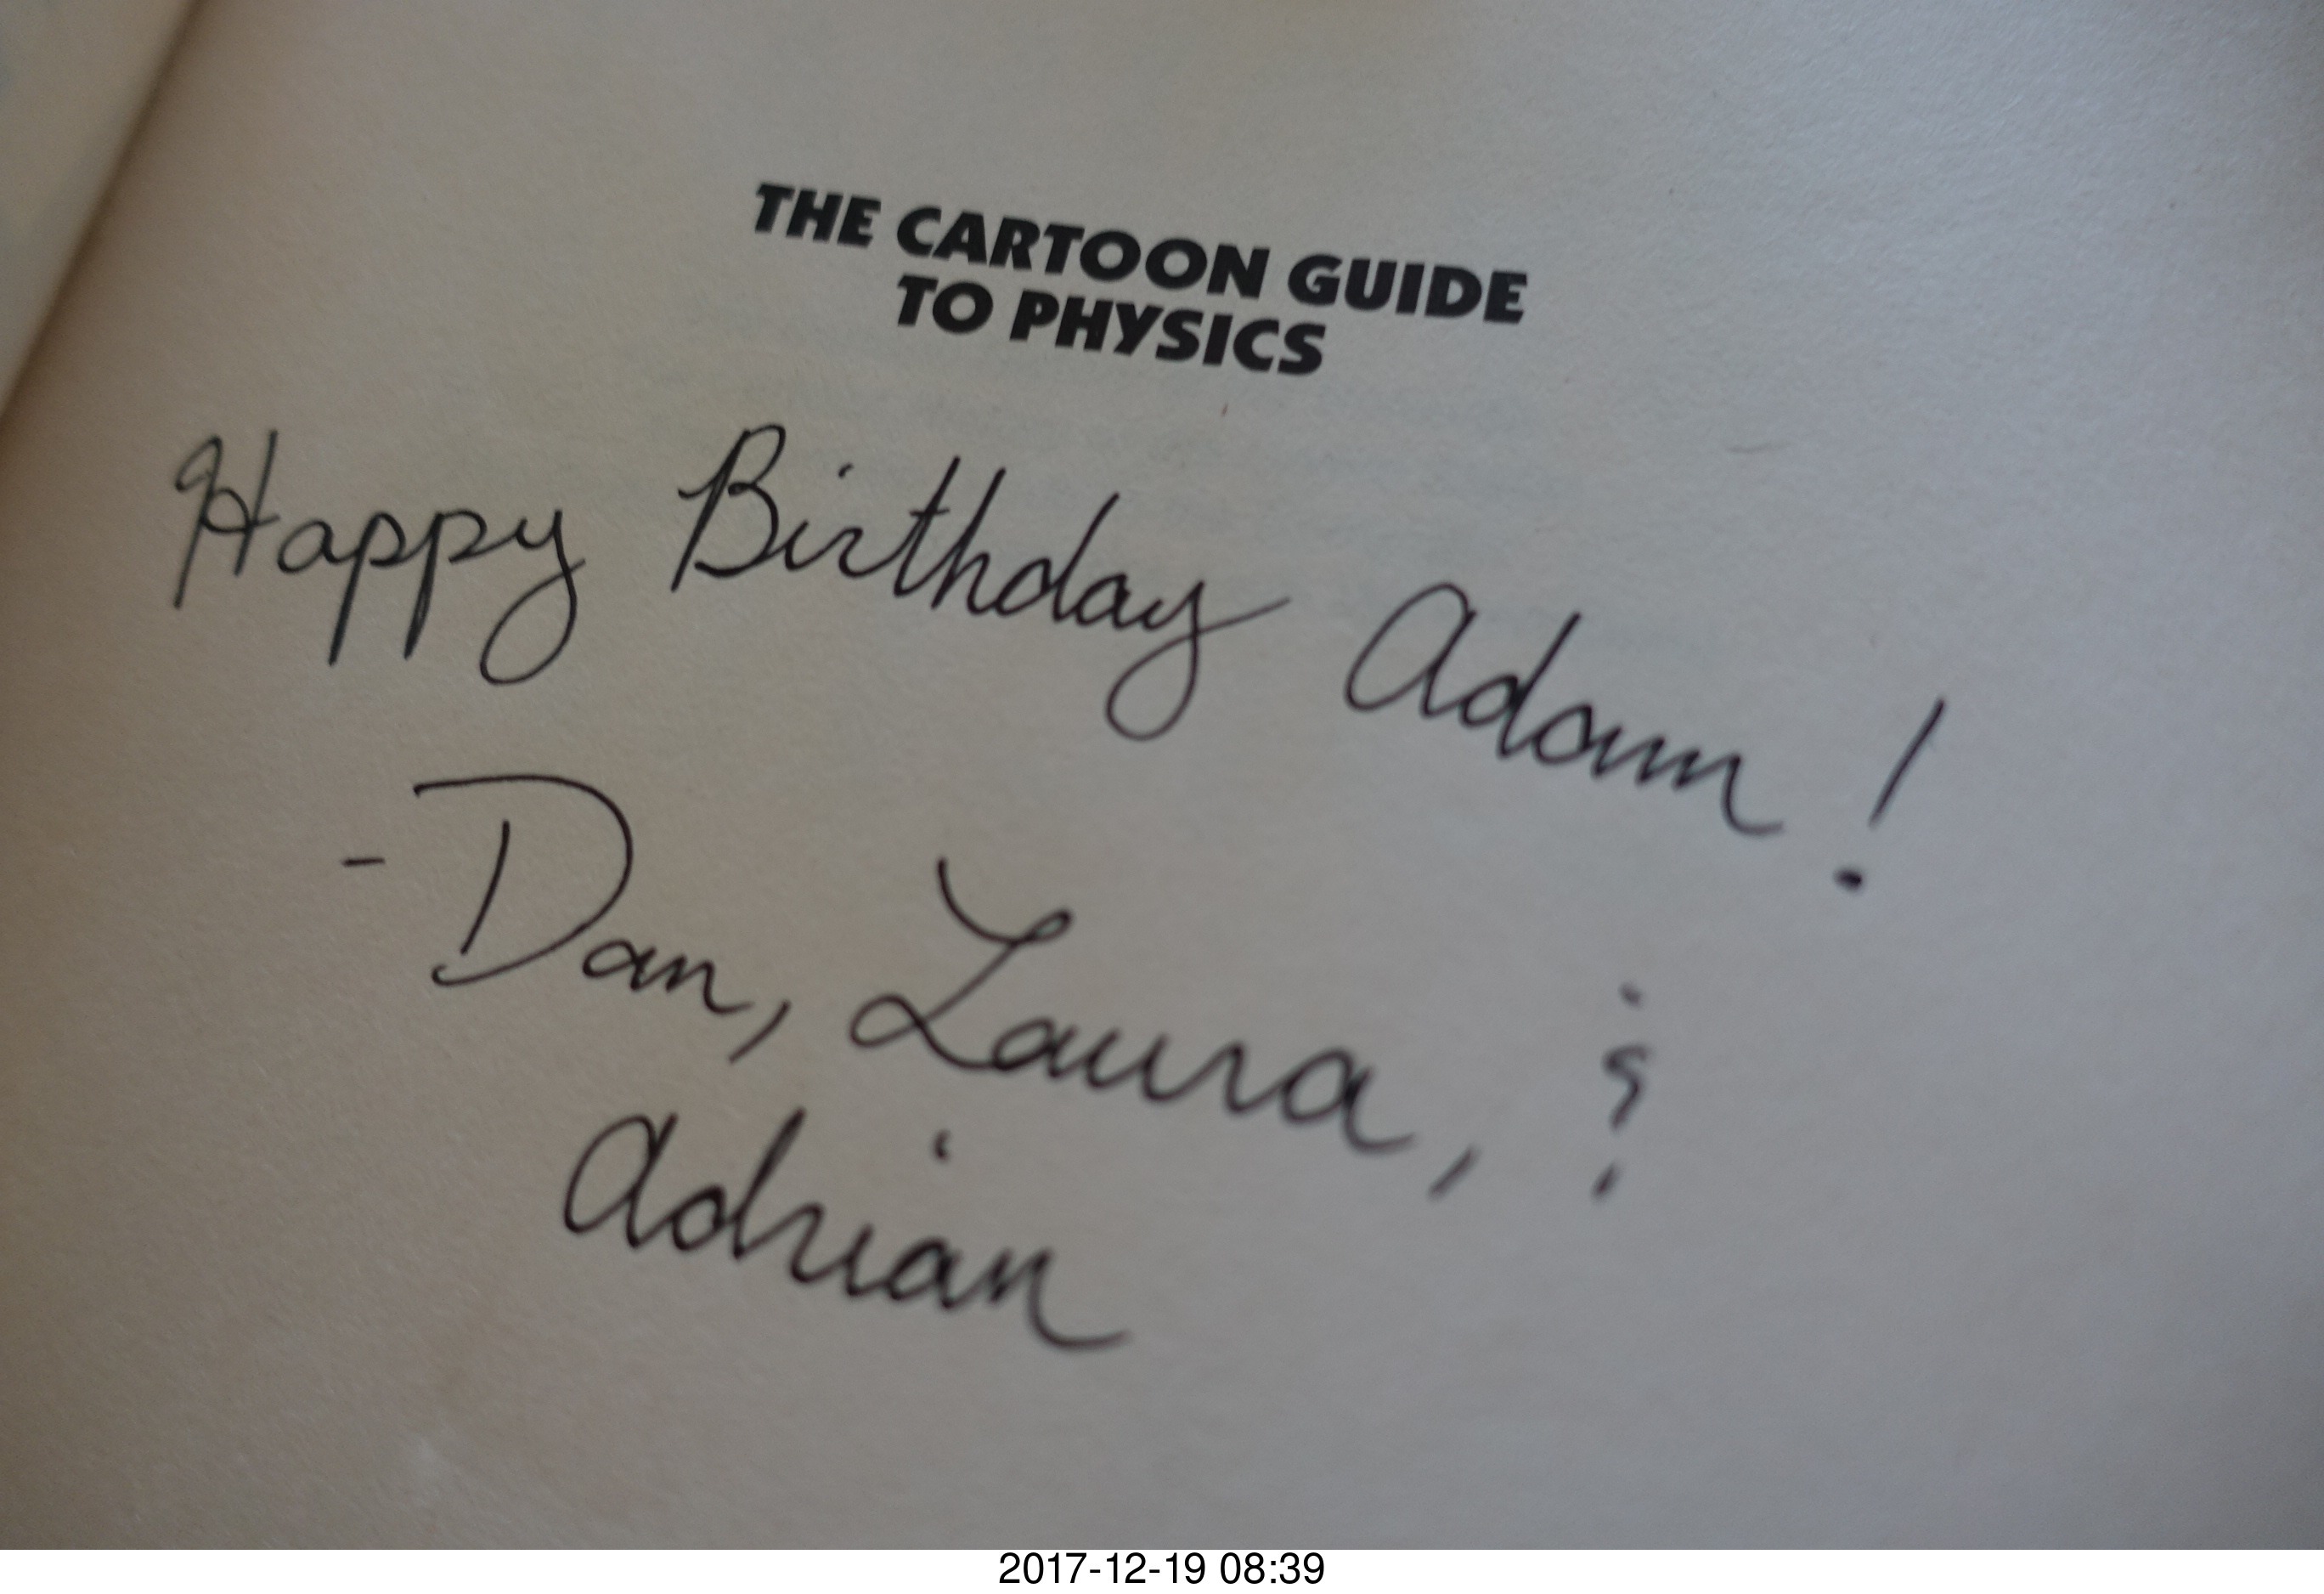 THE CARTOON GUIDE
TO PHYSICS
Happy Birthday Adam!
- Dan, Laura, &
Adrian
2017-12-19 08:39